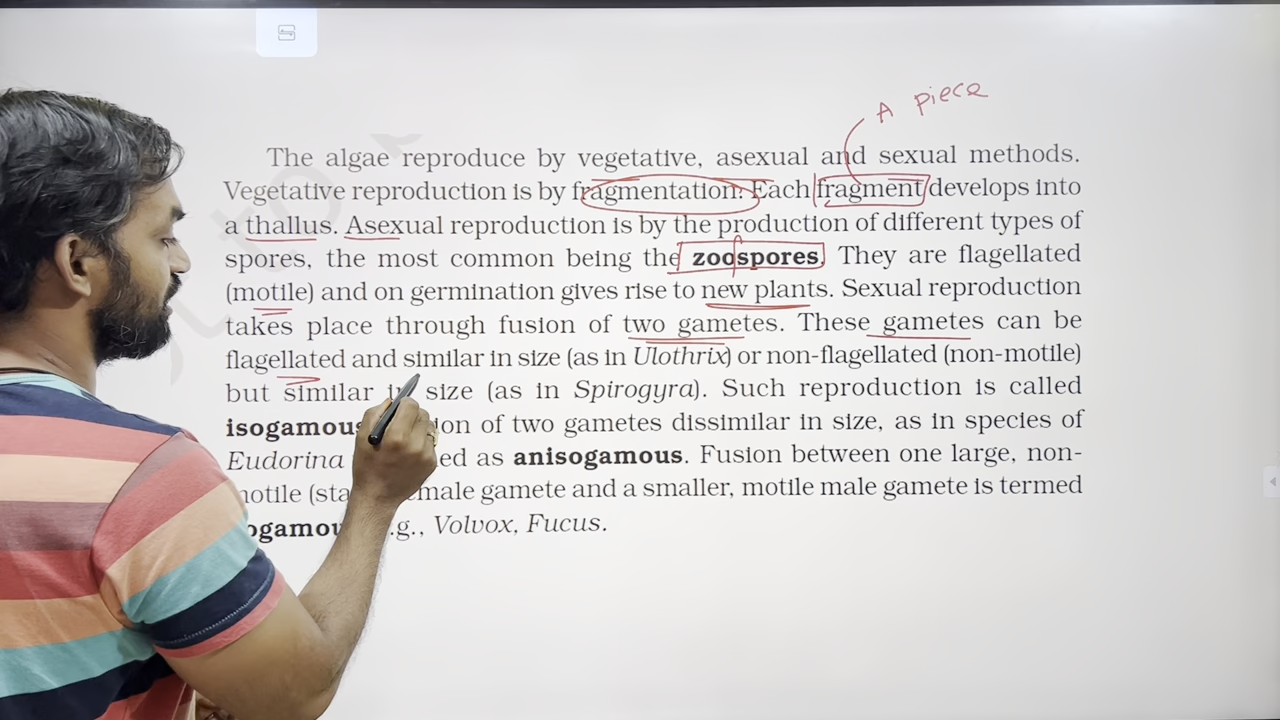 A piece
The algae reproduce by vegetative, asexual and sexual methods.
Vegetative reproduction is by fragmentation. Each fragment develops into
a thallus. Asexual reproduction is by the production of different types of
spores, the most common being the zoospores. They are flagellated
(motile) and on germination gives rise to new plants. Sexual reproduction
takes place through fusion of two gametes. These gametes can be
flagellated and similar in size (as in Ulothrix) or non-flagellated (non-motile)
but similar in size (as in Spirogyra). Such reproduction is called
isogamous ion of two gametes dissimilar in size, as in species of
Eudorina ed as anisogamous. Fusion between one large, non-
motile (sta male gamete and a smaller, motile male gamete is termed
ogamou .g., Volvox, Fucus.